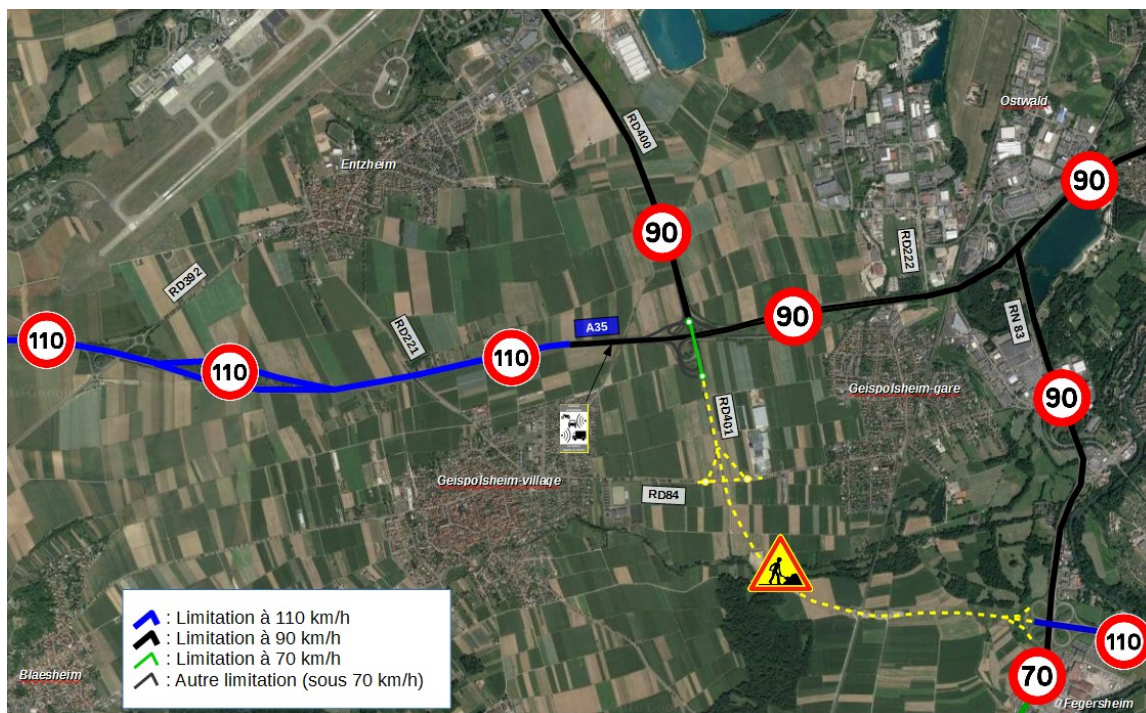 Ostwald
RD400
Entzheim
90
90
RD222
RD392
RN 83
110
RD221
A35
90
110
110
Geispolsheim-gare
90
RD401
Geispolsheim-village
RD84
: Limitation à 110 km/h
: Limitation à 90 km/h
: Limitation à 70 km/h
: Autre limitation (sous 70 km/h)
110
Blaesheim
70
Fegersheim